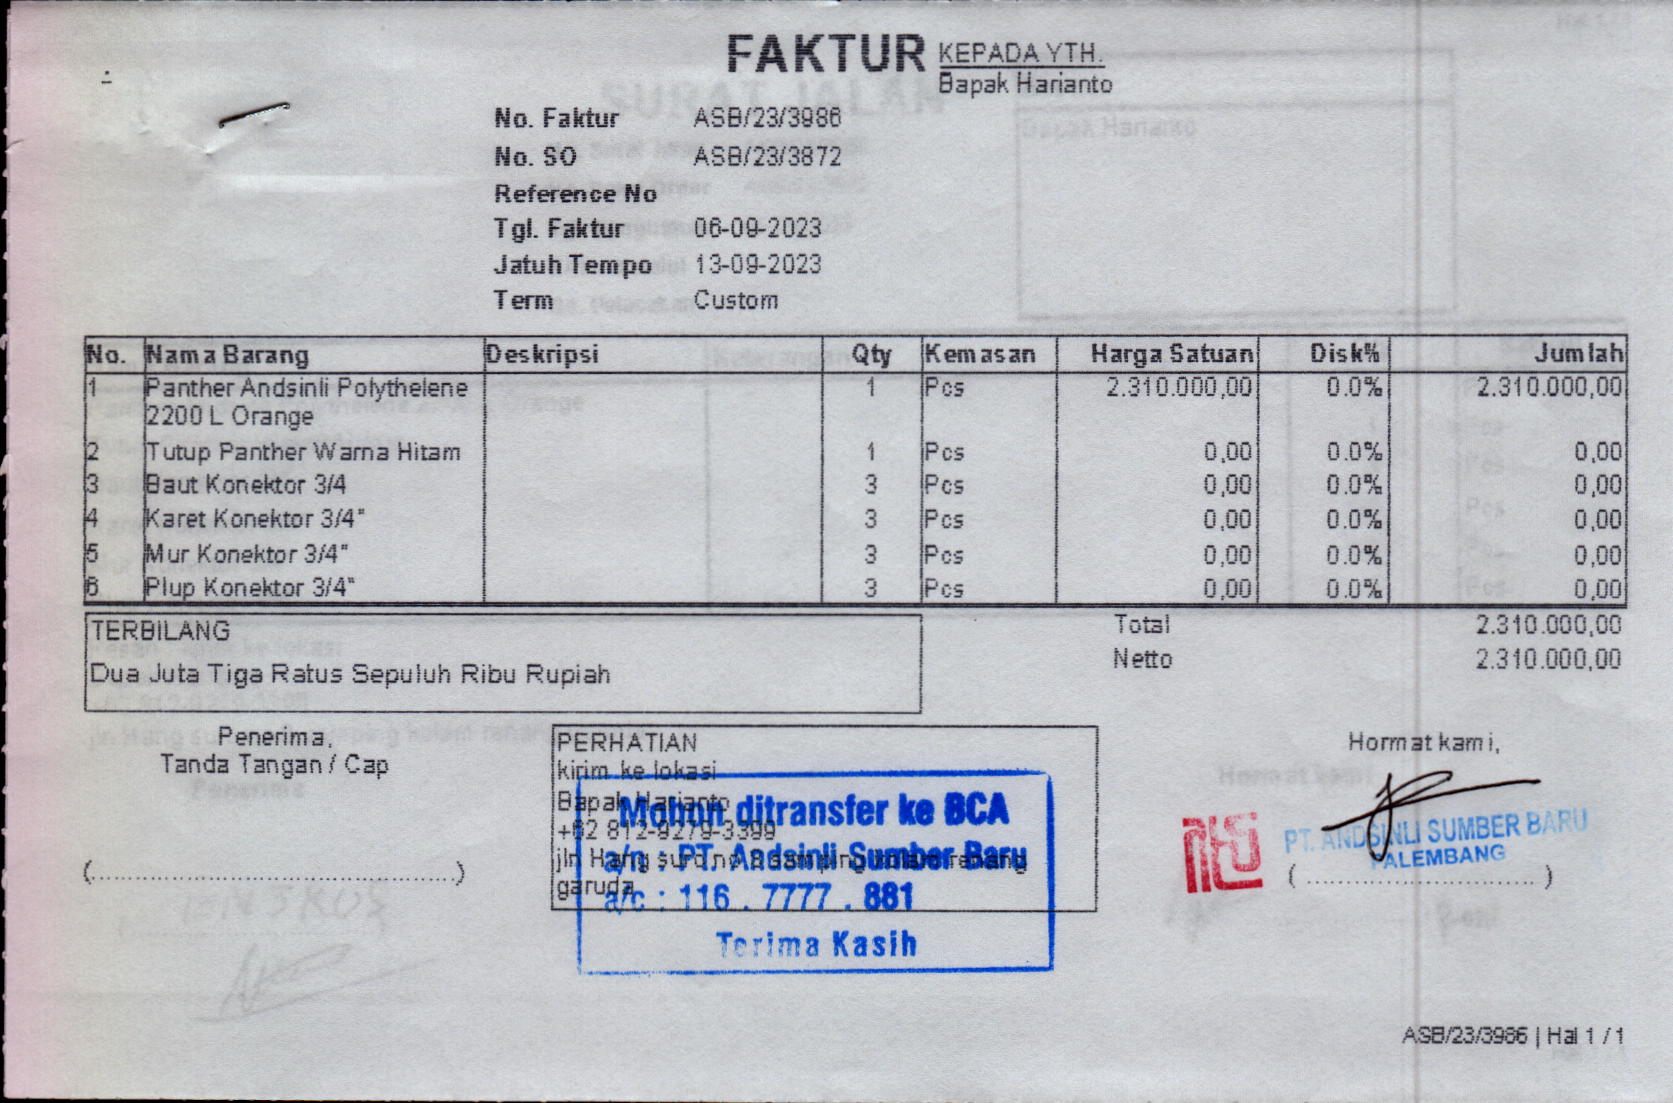 FAKTUR
KEPADA YTH.
Bapak Harianto
No. Faktur ASB/23/3986
No. SO ASB/23/3872
Reference No
Tgl. Faktur 06-09-2023
Jatuh Tempo 13-09-2023
Term Custom
No. Nama Barang Deskripsi Qty Kemasan Harga Satuan Disk% Jumlah
1 Panther Andsinli Polythelene 1 Pcs 2.310.000,00 0.0% 2.310.000,00
2200 L Orange
2 Tutup Panther Warna Hitam 1 Pcs 0,00 0.0% 0,00
3 Baut Konektor 3/4 3 Pcs 0,00 0.0% 0,00
4 Karet Konektor 3/4" 3 Pcs 0,00 0.0% 0,00
5 Mur Konektor 3/4" 3 Pcs 0,00 0.0% 0,00
6 Plup Konektor 3/4" 3 Pcs 0,00 0.0% 0,00
TERBILANG
Dua Juta Tiga Ratus Sepuluh Ribu Rupiah
Total 2.310.000,00
Netto 2.310.000,00
Penerima,
Tanda Tangan / Cap
PERHATIAN
kirim ke lokasi
Bapak Harianto
+62 812-9279-3399
jln Hang suro no samping kolam renang
garuda
Mohon ditransfer ke BCA
a/n : PT. Andsinli Sumber Baru
a/c : 116 . 7777 . 881
Terima Kasih
Hormat kami,
PT. ANDSINLI SUMBER BARU
PALEMBANG
ASB/23/3986 | Hal 1 / 1